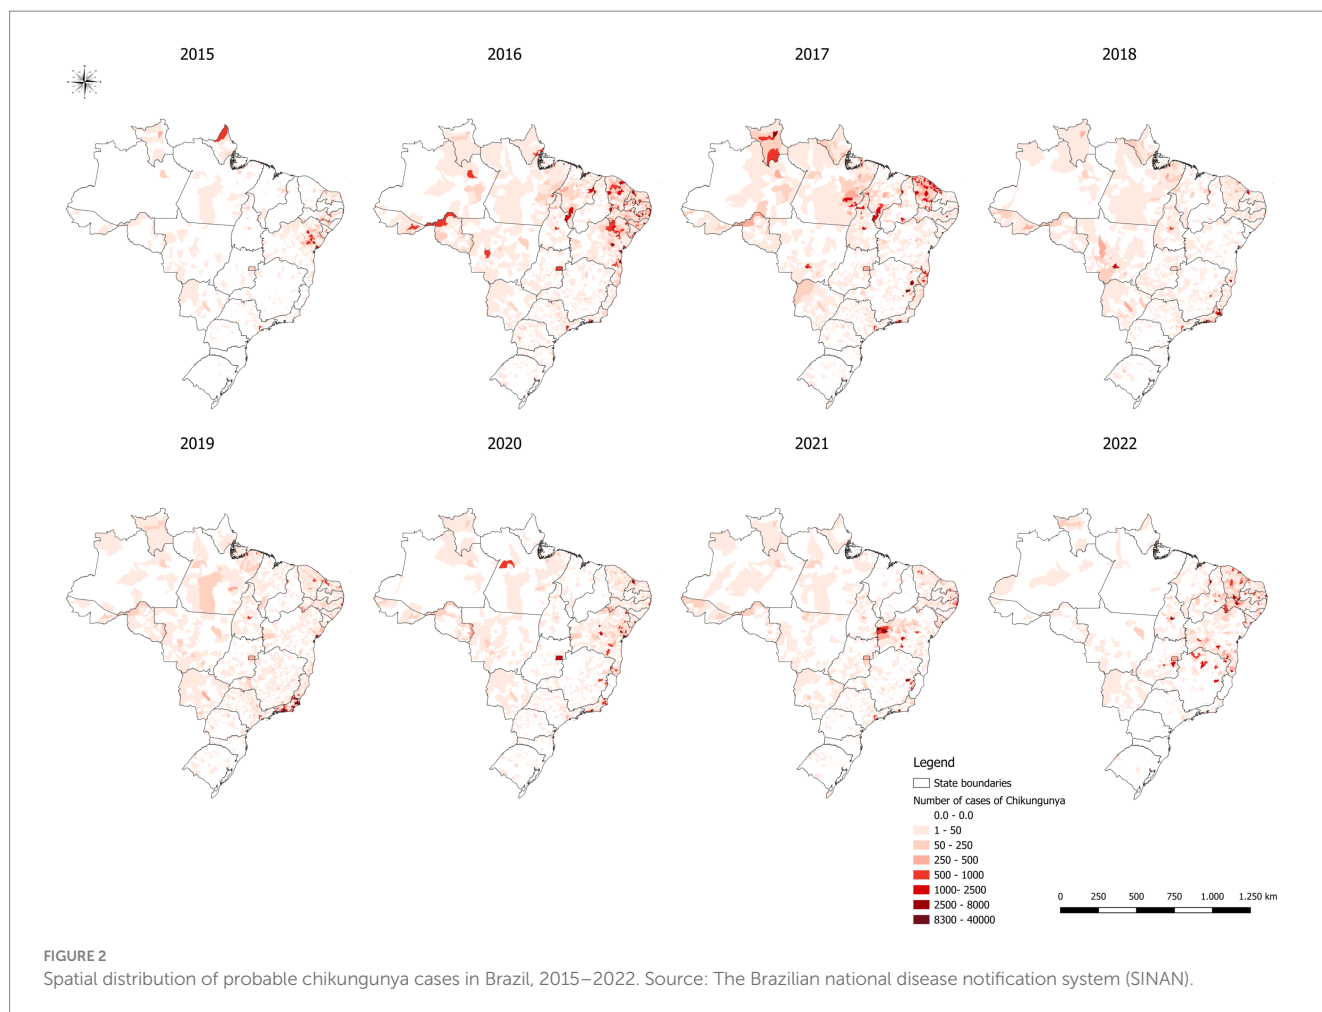 2015
2016
2017
2018
2019
2020
2021
2022
Legend
State boundaries
Number of cases of Chikungunya
0.0 - 0.0
1 - 50
50 - 250
250 - 500
500 - 1000
1000- 2500
2500 - 8000
8300 - 40000
0 250 500 750 1.000 1.250 km
FIGURE 2
Spatial distribution of probable chikungunya cases in Brazil, 2015–2022. Source: The Brazilian national disease notification system (SINAN).